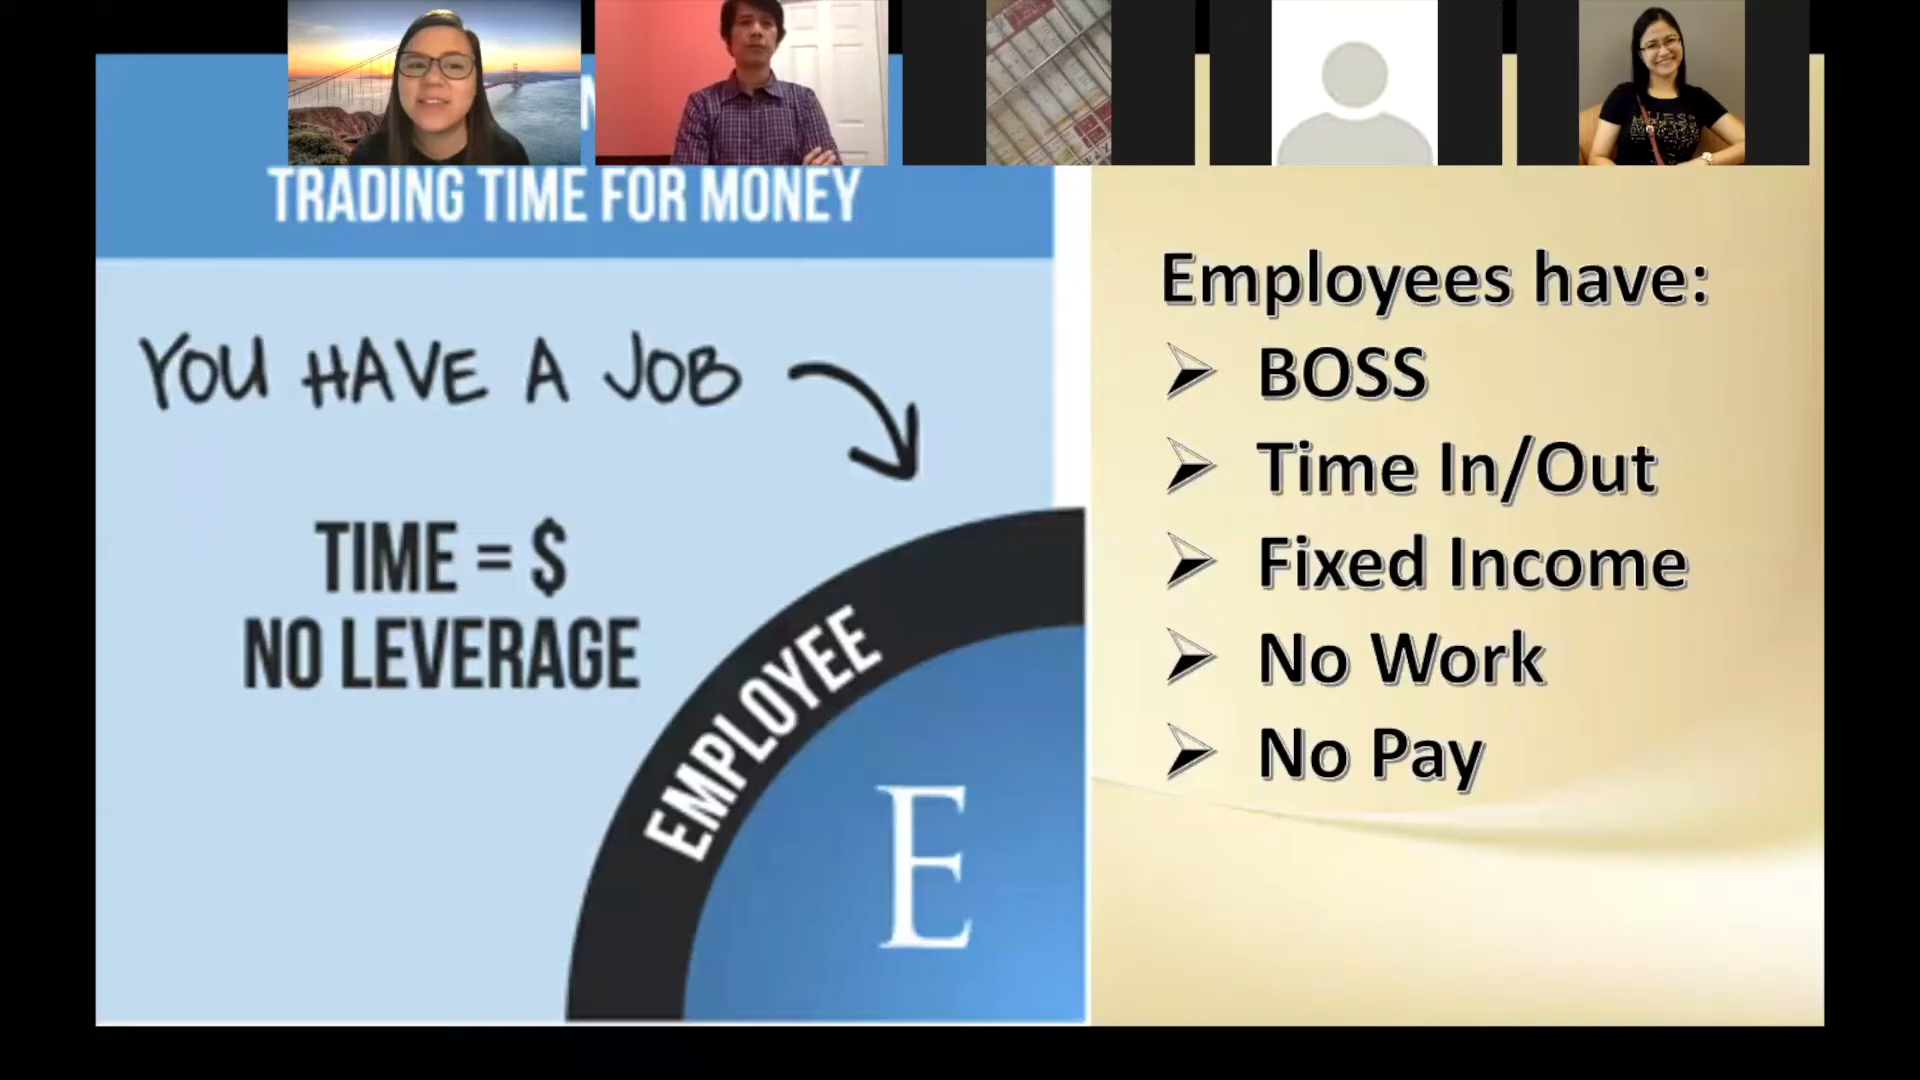 TRADING TIME FOR MONEY
YOU HAVE A JOB
TIME = $
NO LEVERAGE
EMPLOYEE
E
Employees have:
➢ BOSS
➢ Time In/Out
➢ Fixed Income
➢ No Work
➢ No Pay